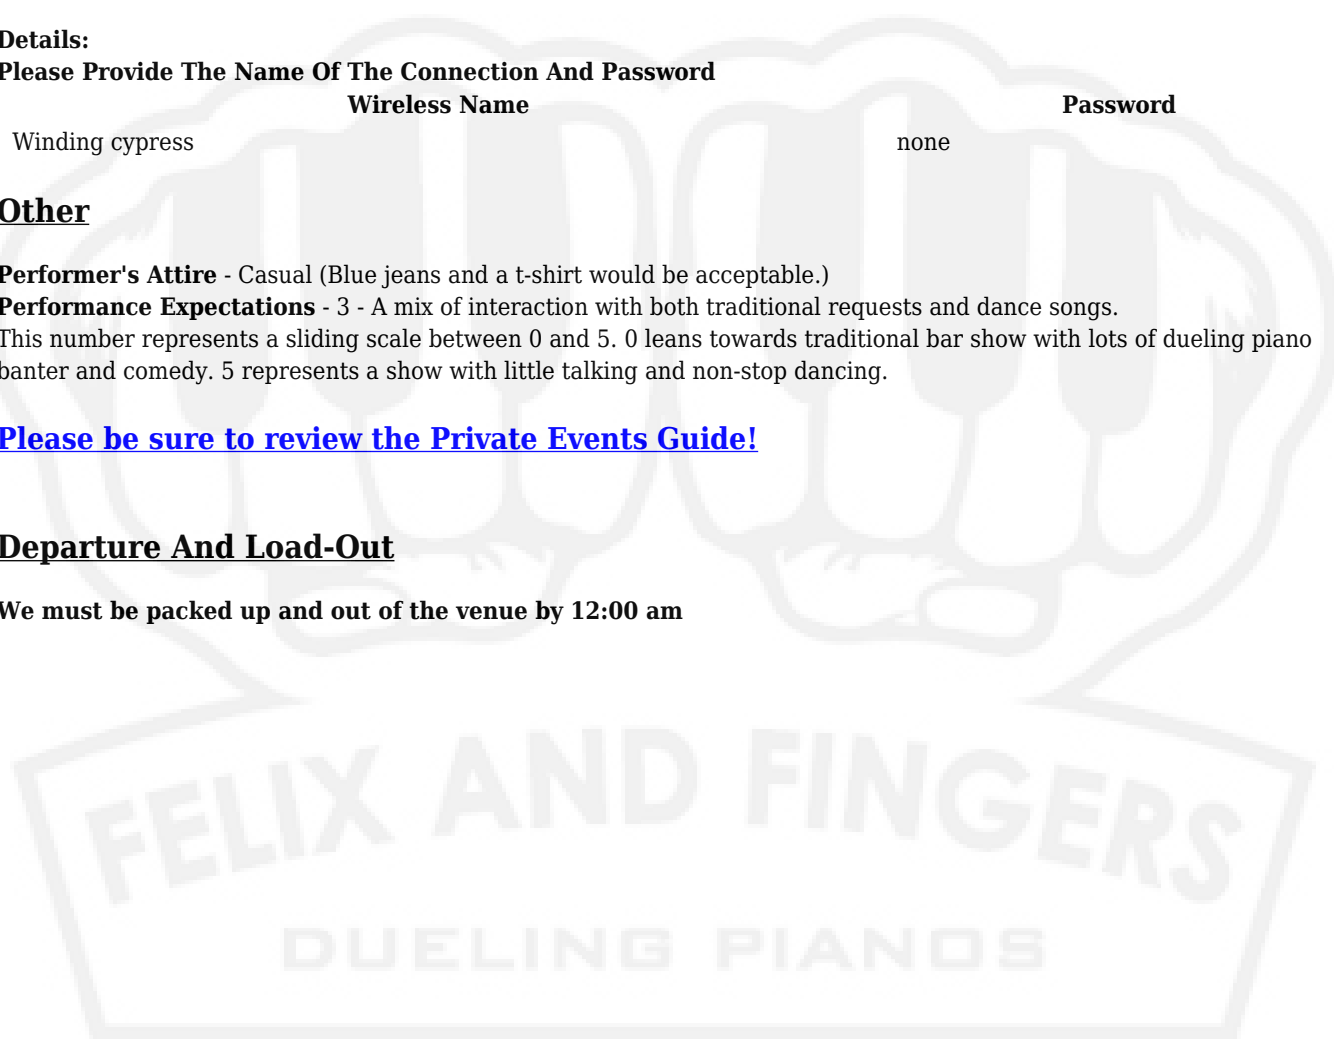 Details:
Please Provide The Name Of The Connection And Password
Wireless Name Password
Winding cypress none
Other
Performer's Attire - Casual (Blue jeans and a t-shirt would be acceptable.)
Performance Expectations - 3 - A mix of interaction with both traditional requests and dance songs.
This number represents a sliding scale between 0 and 5. 0 leans towards traditional bar show with lots of dueling piano
banter and comedy. 5 represents a show with little talking and non-stop dancing.
Please be sure to review the Private Events Guide!
Departure And Load-Out
We must be packed up and out of the venue by 12:00 am
FELIX AND FINGERS
DUELING PIANOS